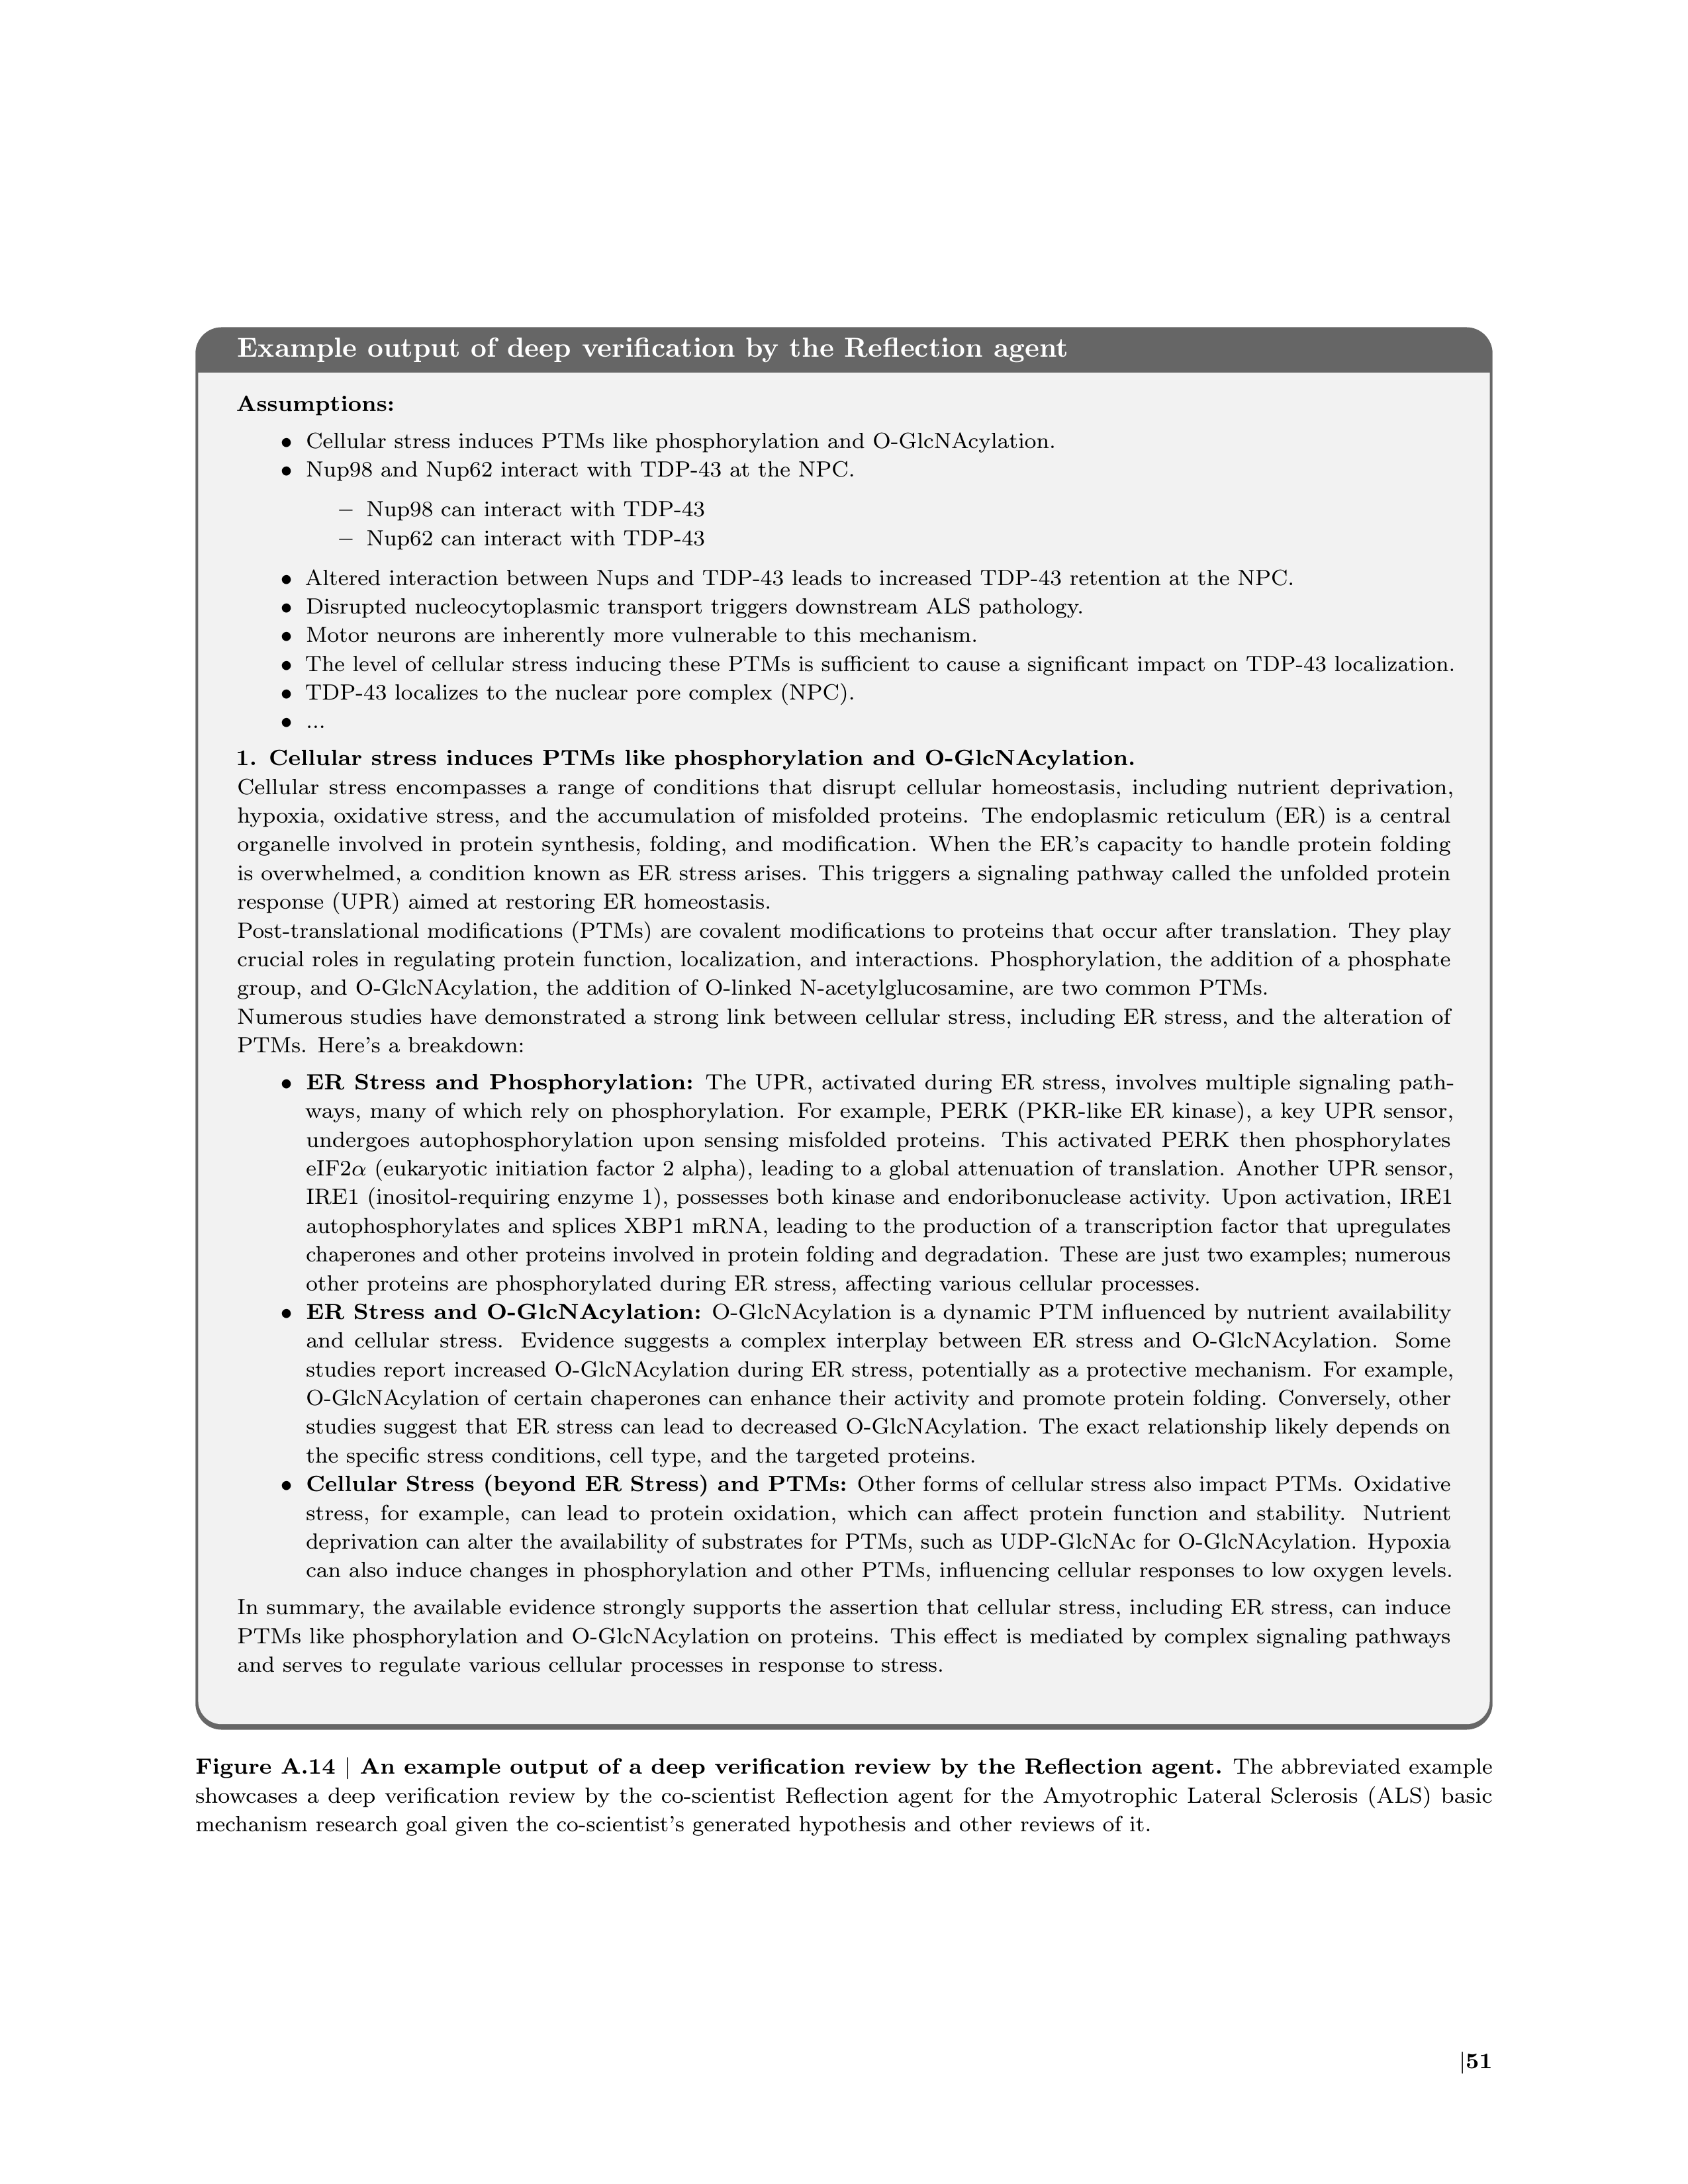 Example output of deep verification by the Reflection agent
Assumptions:
• Cellular stress induces PTMs like phosphorylation and O-GlcNAcylation.
• Nup98 and Nup62 interact with TDP-43 at the NPC.
– Nup98 can interact with TDP-43
– Nup62 can interact with TDP-43
• Altered interaction between Nups and TDP-43 leads to increased TDP-43 retention at the NPC.
• Disrupted nucleocytoplasmic transport triggers downstream ALS pathology.
• Motor neurons are inherently more vulnerable to this mechanism.
• The level of cellular stress inducing these PTMs is sufficient to cause a significant impact on TDP-43 localization.
• TDP-43 localizes to the nuclear pore complex (NPC).
• ...
1. Cellular stress induces PTMs like phosphorylation and O-GlcNAcylation.
Cellular stress encompasses a range of conditions that disrupt cellular homeostasis, including nutrient deprivation,
hypoxia, oxidative stress, and the accumulation of misfolded proteins. The endoplasmic reticulum (ER) is a central
organelle involved in protein synthesis, folding, and modification. When the ER's capacity to handle protein folding
is overwhelmed, a condition known as ER stress arises. This triggers a signaling pathway called the unfolded protein
response (UPR) aimed at restoring ER homeostasis.
Post-translational modifications (PTMs) are covalent modifications to proteins that occur after translation. They play
crucial roles in regulating protein function, localization, and interactions. Phosphorylation, the addition of a phosphate
group, and O-GlcNAcylation, the addition of O-linked N-acetylglucosamine, are two common PTMs.
Numerous studies have demonstrated a strong link between cellular stress, including ER stress, and the alteration of
PTMs. Here's a breakdown:
• ER Stress and Phosphorylation: The UPR, activated during ER stress, involves multiple signaling path-
ways, many of which rely on phosphorylation. For example, PERK (PKR-like ER kinase), a key UPR sensor,
undergoes autophosphorylation upon sensing misfolded proteins. This activated PERK then phosphorylates
eIF2α (eukaryotic initiation factor 2 alpha), leading to a global attenuation of translation. Another UPR sensor,
IRE1 (inositol-requiring enzyme 1), possesses both kinase and endoribonuclease activity. Upon activation, IRE1
autophosphorylates and splices XBP1 mRNA, leading to the production of a transcription factor that upregulates
chaperones and other proteins involved in protein folding and degradation. These are just two examples; numerous
other proteins are phosphorylated during ER stress, affecting various cellular processes.
• ER Stress and O-GlcNAcylation: O-GlcNAcylation is a dynamic PTM influenced by nutrient availability
and cellular stress. Evidence suggests a complex interplay between ER stress and O-GlcNAcylation. Some
studies report increased O-GlcNAcylation during ER stress, potentially as a protective mechanism. For example,
O-GlcNAcylation of certain chaperones can enhance their activity and promote protein folding. Conversely, other
studies suggest that ER stress can lead to decreased O-GlcNAcylation. The exact relationship likely depends on
the specific stress conditions, cell type, and the targeted proteins.
• Cellular Stress (beyond ER Stress) and PTMs: Other forms of cellular stress also impact PTMs. Oxidative
stress, for example, can lead to protein oxidation, which can affect protein function and stability. Nutrient
deprivation can alter the availability of substrates for PTMs, such as UDP-GlcNAc for O-GlcNAcylation. Hypoxia
can also induce changes in phosphorylation and other PTMs, influencing cellular responses to low oxygen levels.
In summary, the available evidence strongly supports the assertion that cellular stress, including ER stress, can induce
PTMs like phosphorylation and O-GlcNAcylation on proteins. This effect is mediated by complex signaling pathways
and serves to regulate various cellular processes in response to stress.
Figure A.14 | An example output of a deep verification review by the Reflection agent. The abbreviated example
showcases a deep verification review by the co-scientist Reflection agent for the Amyotrophic Lateral Sclerosis (ALS) basic
mechanism research goal given the co-scientist's generated hypothesis and other reviews of it.
|51